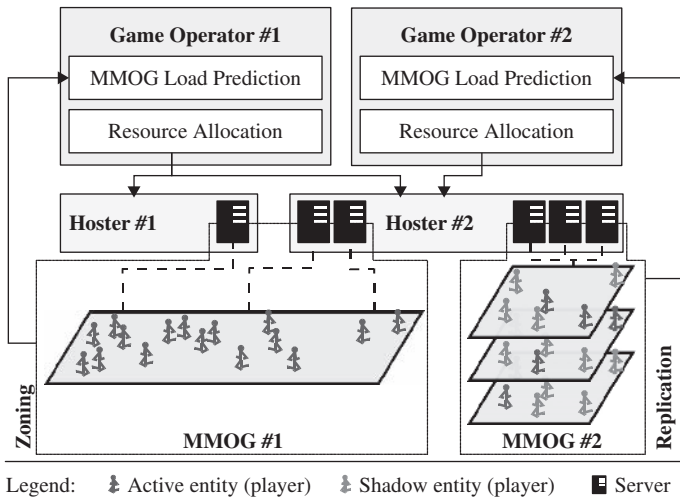 Game Operator #1
MMOG Load Prediction
Resource Allocation
Game Operator #2
MMOG Load Prediction
Resource Allocation
Hoster #1
Hoster #2
Zoning
MMOG #1
MMOG #2
Replication
Legend: Active entity (player) Shadow entity (player) Server